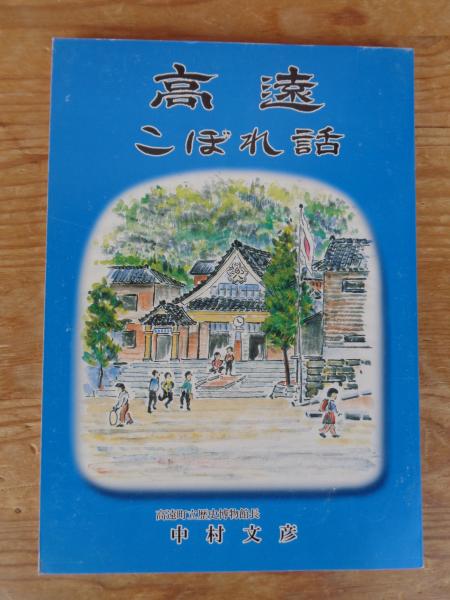 高遠
こぼれ話
高遠町立歴史博物館長
中村文彦